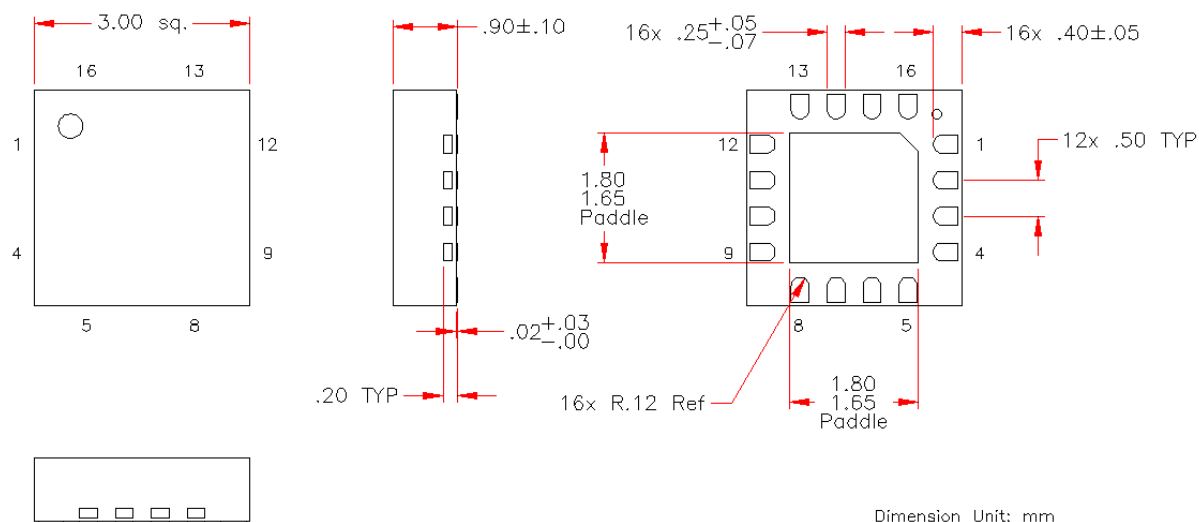 3.00 sq.
16 13
1 12
4 9
5 8
.90±.10
.02+.03
-.00
.20 TYP
16x .25+.05
-.07
16x .40±.05
13 16
12 1
12x .50 TYP
1.80
1.65
Paddle
9 4
8 5
16x R.12 Ref
1.80
1.65
Paddle
Dimension Unit: mm